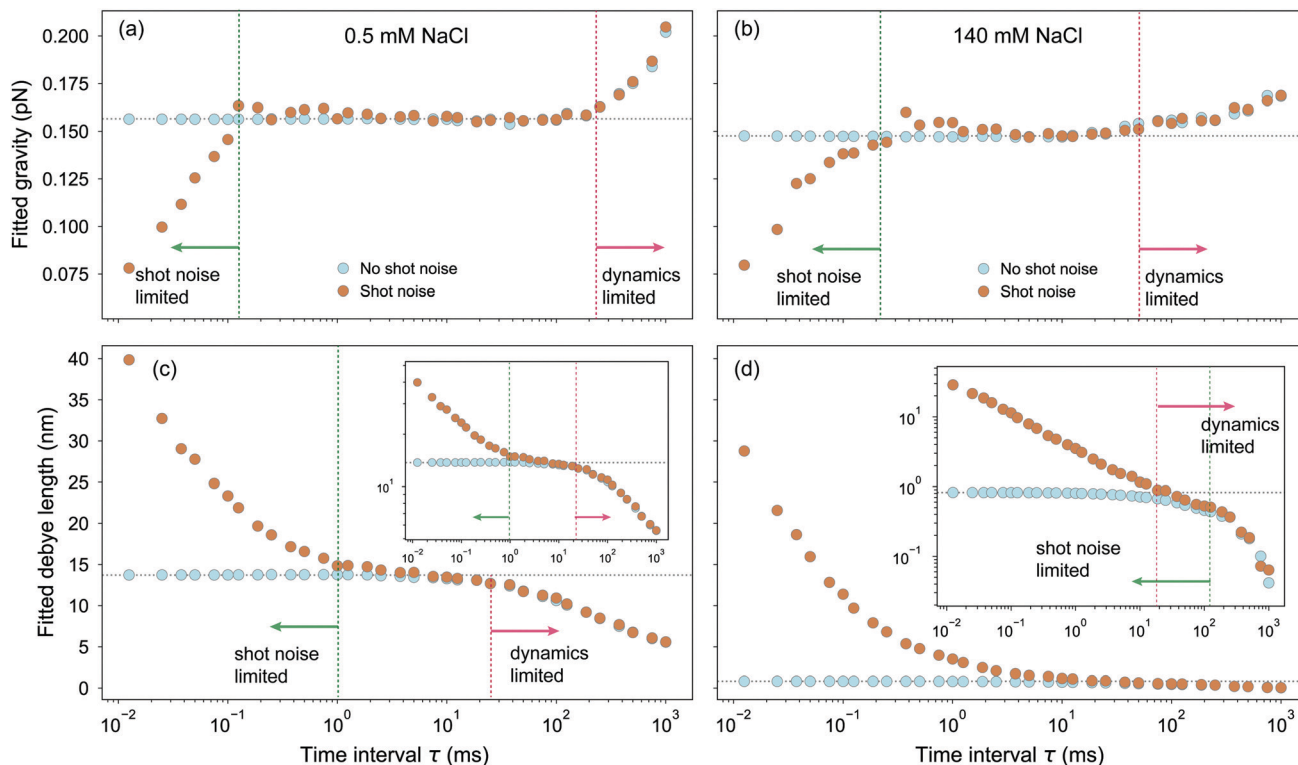 (a)
0.5 mM NaCl
Fitted gravity (pN)
0.200
0.175
0.150
0.125
0.100
0.075
shot noise
limited
No shot noise
Shot noise
dynamics
limited
(b)
140 mM NaCl
shot noise
limited
No shot noise
Shot noise
dynamics
limited
(c)
Fitted debye length (nm)
40
35
30
25
20
15
10
5
0
10⁻² 10⁻¹ 10⁰ 10¹ 10² 10³
Time interval τ (ms)
shot noise
limited
dynamics
limited
10¹
10⁻² 10⁻¹ 10⁰ 10¹ 10² 10³
(d)
10¹
10⁰
10⁻¹
10⁻² 10⁻¹ 10⁰ 10¹ 10² 10³
dynamics
limited
shot noise
limited
10⁻² 10⁻¹ 10⁰ 10¹ 10² 10³
Time interval τ (ms)